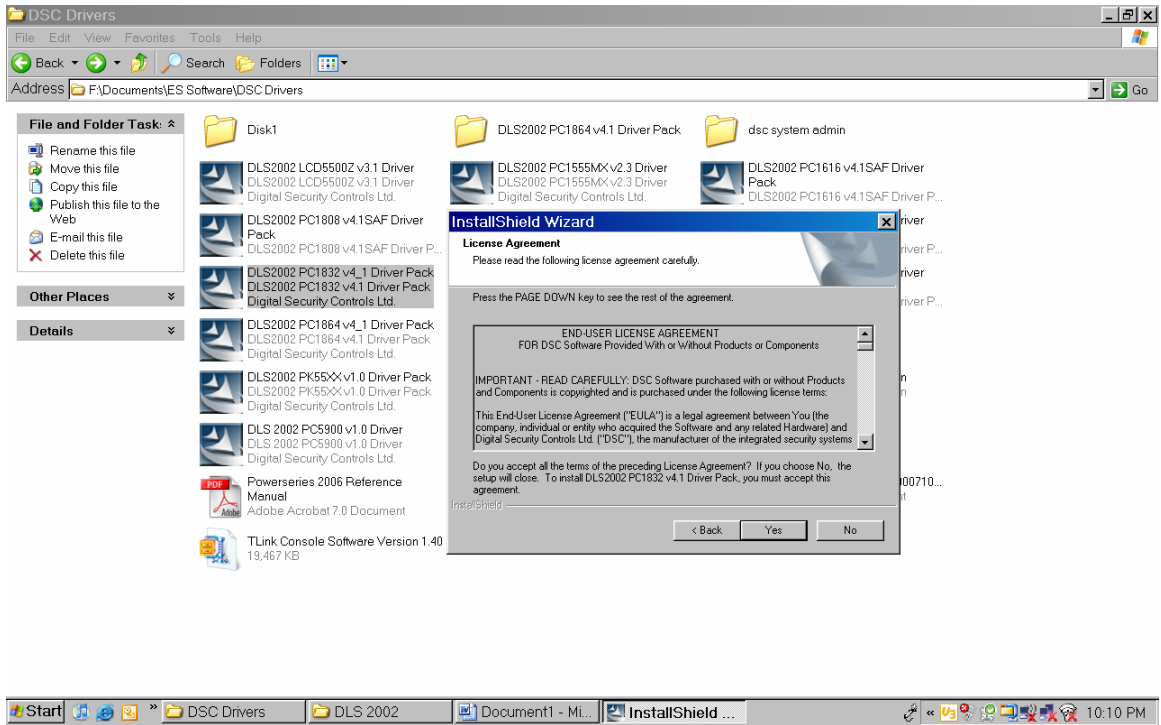 DSC Drivers
File Edit View Favorites Tools Help
Back Search Folders
Address F:\Documents\ES Software\DSC Drivers Go
File and Folder Task:
Rename this file
Move this file
Copy this file
Publish this file to the
Web
E-mail this file
Delete this file
Other Places
Details
Disk1
DLS2002 PC1864 v4.1 Driver Pack
dsc system admin
DLS2002 LCD5500Z v3.1 Driver
DLS2002 LCD5500Z v3.1 Driver
Digital Security Controls Ltd.
DLS2002 PC1555MX v2.3 Driver
DLS2002 PC1555MX v2.3 Driver
Digital Security Controls Ltd.
DLS2002 PC1616 v4.1SAF Driver
Pack
DLS2002 PC1616 v4.1SAF Driver P...
DLS2002 PC1808 v4.1SAF Driver
Pack
DLS2002 PC1808 v4.1SAF Driver P...
DLS2002 PC1832 v4_1 Driver Pack
DLS2002 PC1832 v4.1 Driver Pack
Digital Security Controls Ltd.
DLS2002 PC1864 v4_1 Driver Pack
DLS2002 PC1864 v4.1 Driver Pack
Digital Security Controls Ltd.
DLS2002 PK55XX v1.0 Driver Pack
DLS2002 PK55XX v1.0 Driver Pack
Digital Security Controls Ltd.
DLS 2002 PC5900 v1.0 Driver
DLS 2002 PC5900 v1.0 Driver
Digital Security Controls Ltd.
PDF
Adobe
Powerseries 2006 Reference
Manual
Adobe Acrobat 7.0 Document
TLink Console Software Version 1.40
19,467 KB
InstallShield Wizard
License Agreement
Please read the following license agreement carefully.
Press the PAGE DOWN key to see the rest of the agreement.
END-USER LICENSE AGREEMENT
FOR DSC Software Provided With or Without Products or Components
IMPORTANT - READ CAREFULLY: DSC Software purchased with or without Products
and Components is copyrighted and is purchased under the following license terms:
This End-User License Agreement ("EULA") is a legal agreement between You (the
company, individual or entity who acquired the Software and any related Hardware) and
Digital Security Controls Ltd. ("DSC"), the manufacturer of the integrated security systems
Do you accept all the terms of the preceding License Agreement? If you choose No, the
setup will close. To install DLS2002 PC1832 v4.1 Driver Pack, you must accept this
agreement.
InstallShield
< Back Yes No
river
river P...
river
river P...
00710...
Start DSC Drivers DLS 2002 Document1 - Mi... InstallShield ... 10:10 PM